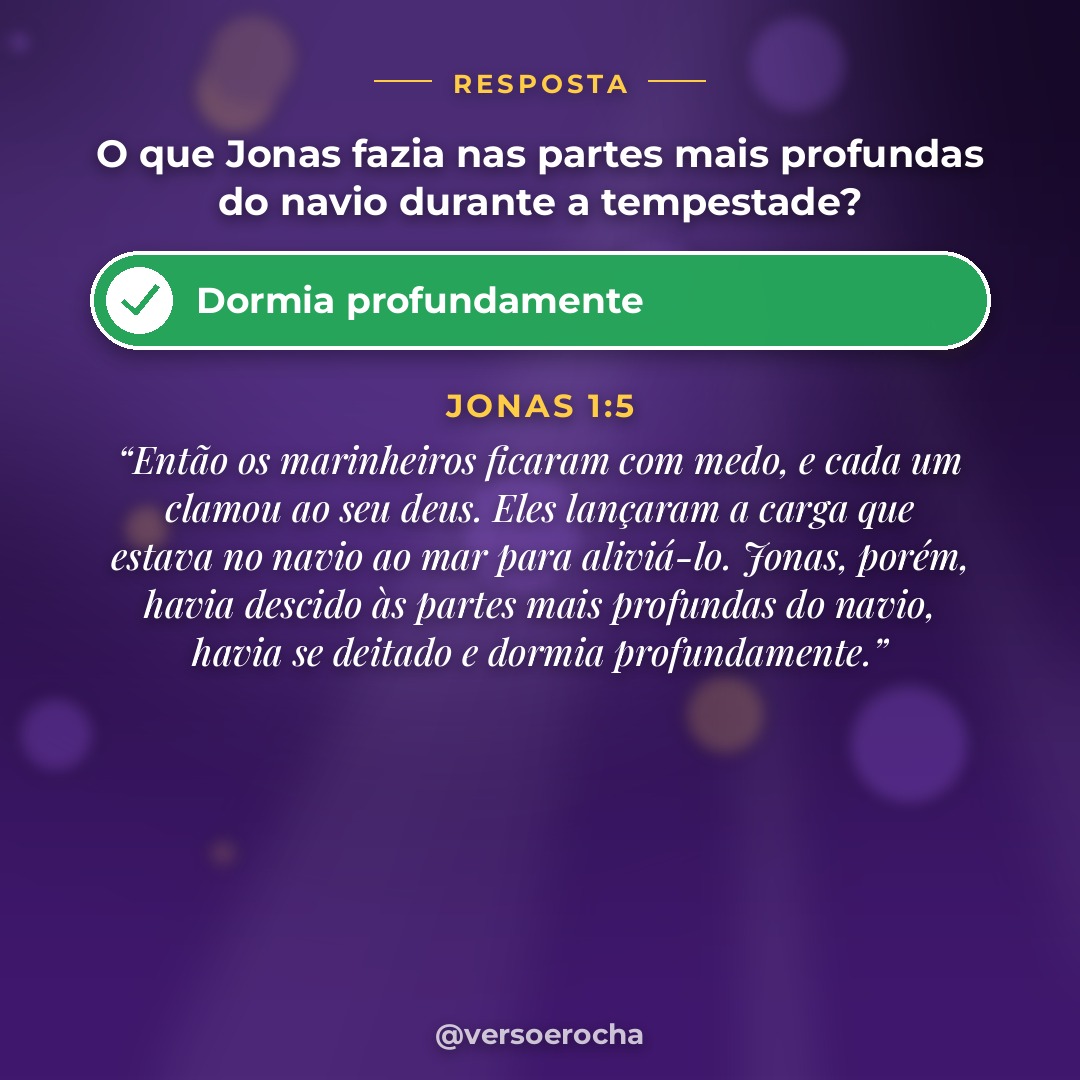 RESPOSTA
O que Jonas fazia nas partes mais profundas
do navio durante a tempestade?
Dormia profundamente
JONAS 1:5
“Então os marinheiros ficaram com medo, e cada um
clamou ao seu deus. Eles lançaram a carga que
estava no navio ao mar para aliviá-lo. Jonas, porém,
havia descido às partes mais profundas do navio,
havia se deitado e dormia profundamente.”
@versoerocha